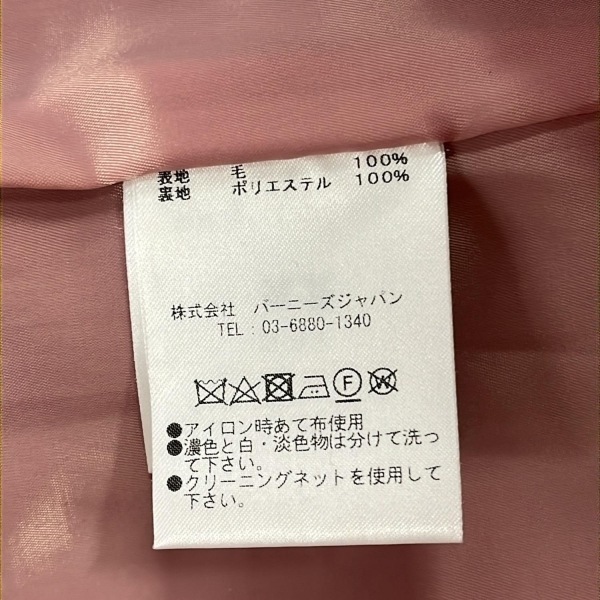 表地 毛 100%
裏地 ポリエステル 100%
株式会社 バーニーズジャパン
TEL : 03-6880-1340
F W
●アイロン時あて布使用
●濃色と白・淡色物は分けて洗っ
て下さい。
●クリーニングネットを使用して
下さい。